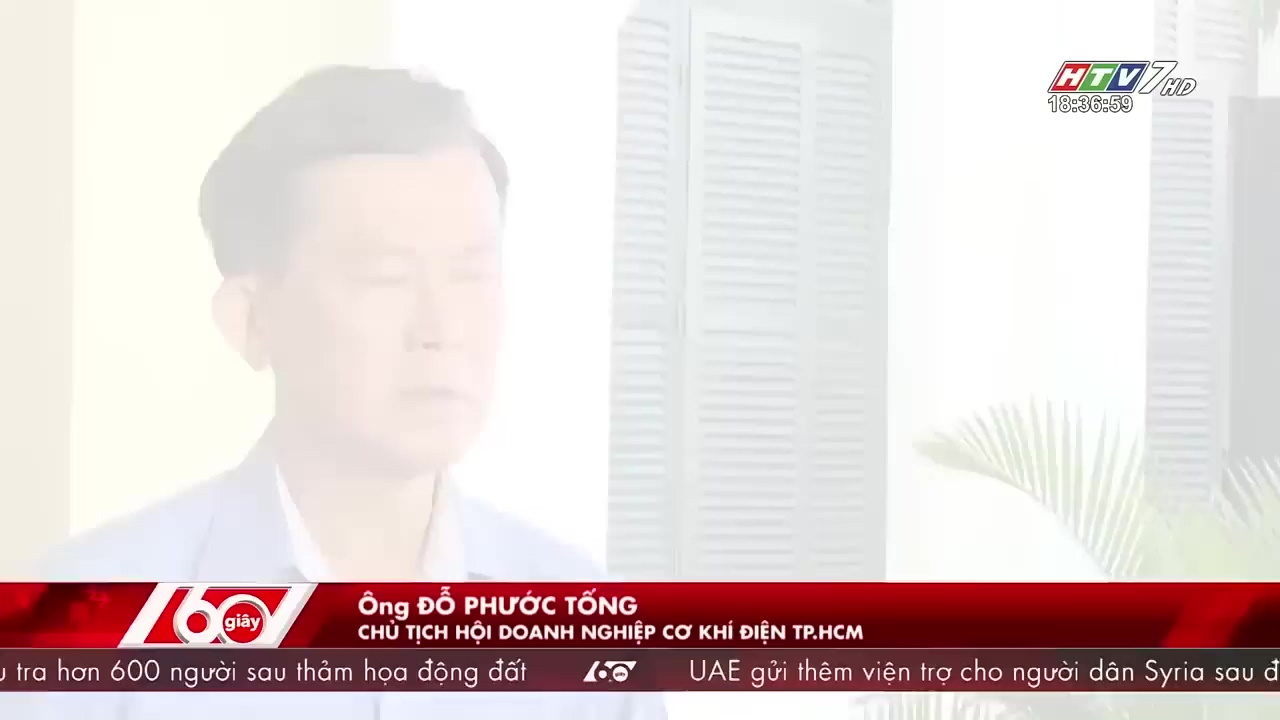 HTV7 HD
18:36:59
60 giây
Ông ĐỖ PHƯỚC TỐNG
CHỦ TỊCH HỘI DOANH NGHIỆP CƠ KHÍ ĐIỆN TP.HCM
tra hơn 600 người sau thảm họa động đất 60 UAE gửi thêm viện trợ cho người dân Syria sau